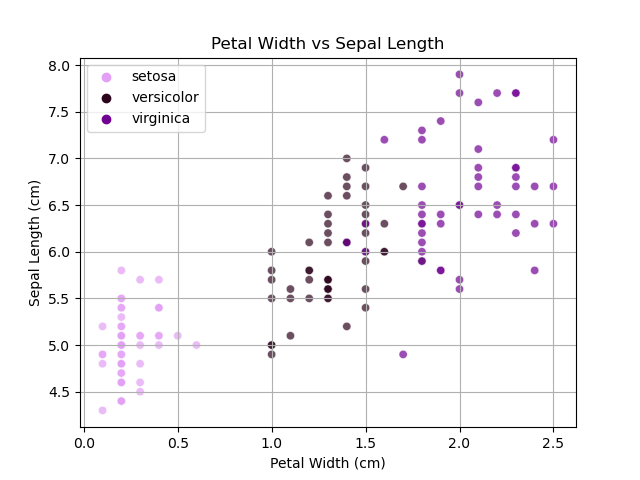 Petal Width vs Sepal Length
setosa
versicolor
virginica
8.0
7.5
7.0
6.5
6.0
5.5
5.0
4.5
Sepal Length (cm)
0.0 0.5 1.0 1.5 2.0 2.5
Petal Width (cm)